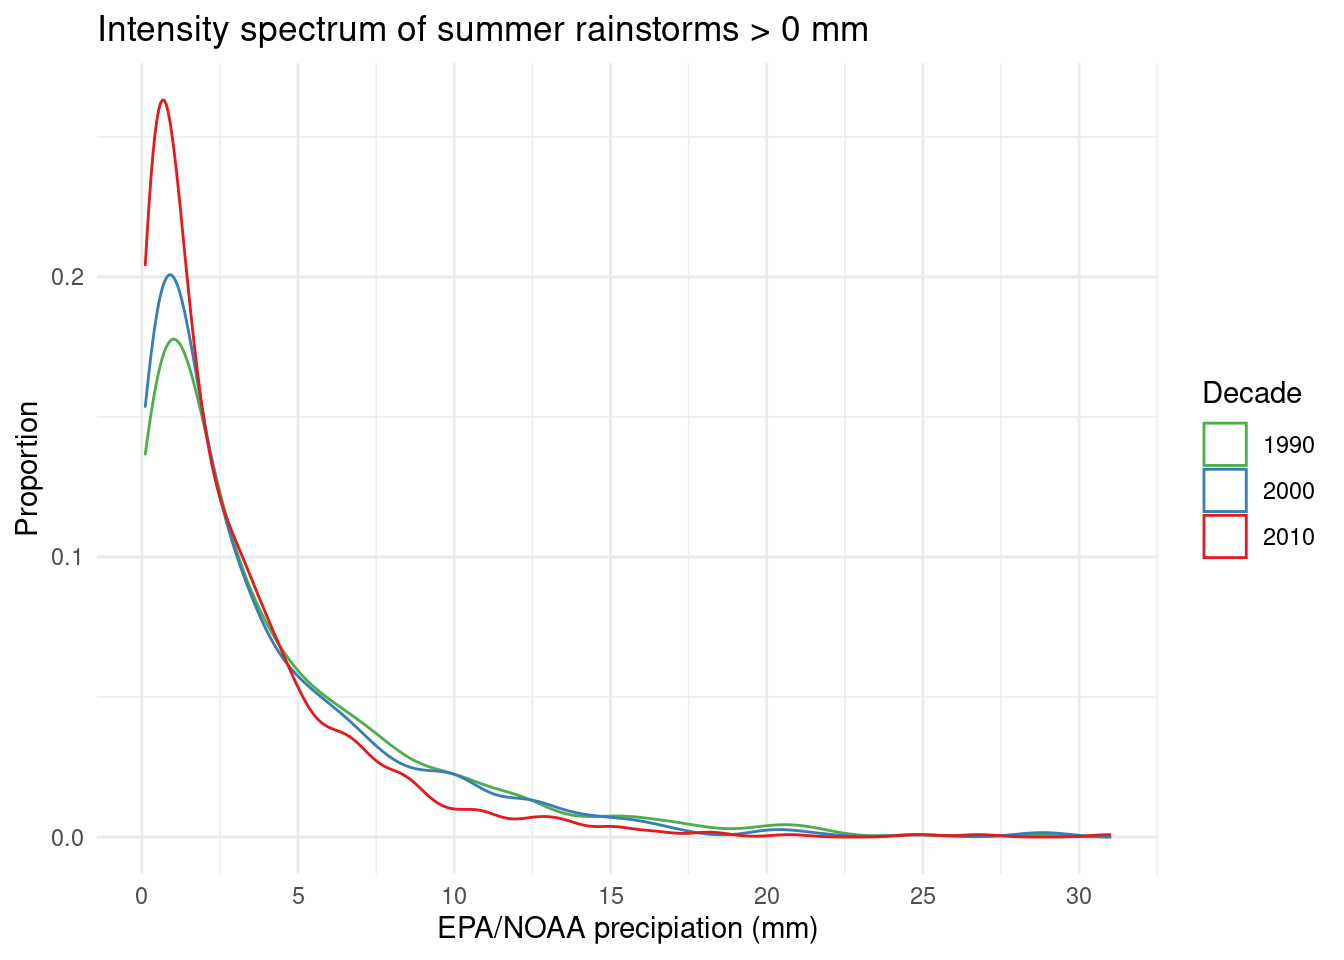 Intensity spectrum of summer rainstorms > 0 mm
Proportion
0.2
0.1
0.0
0 5 10 15 20 25 30
EPA/NOAA precipiation (mm)
Decade
1990
2000
2010